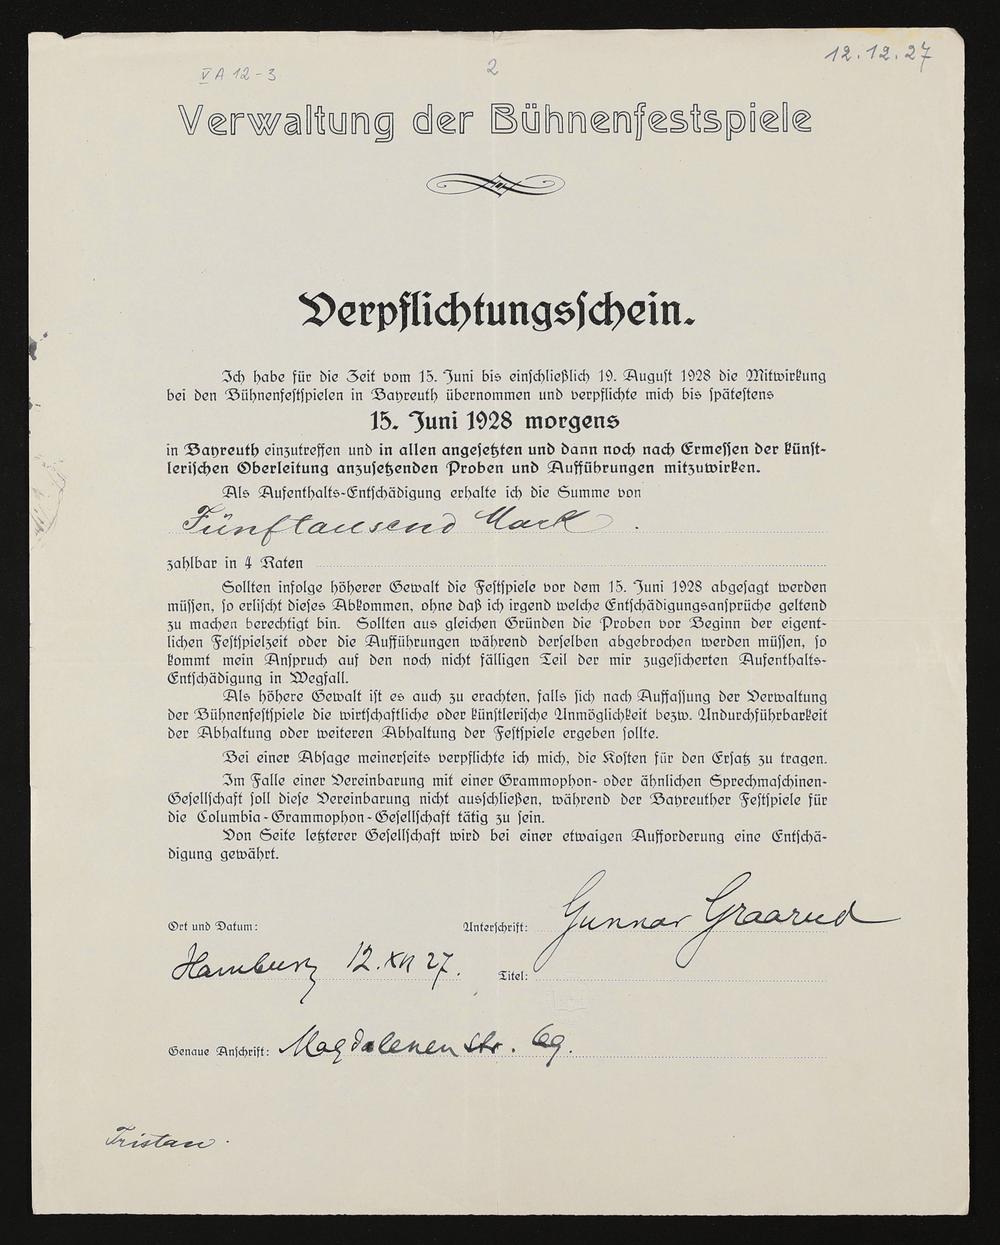 V A 12-3
2
12.12.27
Verwaltung der Bühnenfestspiele
Verpflichtungsschein.
Ich habe für die Zeit vom 15. Juni bis einschließlich 19. August 1928 die Mitwirkung
bei den Bühnenfestspielen in Bayreuth übernommen und verpflichte mich bis spätestens
15. Juni 1928 morgens
in Bayreuth einzutreffen und in allen angesetzten und dann noch nach Ermessen der künst-
lerischen Oberleitung anzusetzenden Proben und Aufführungen mitzuwirken.
Als Aufenthalts-Entschädigung erhalte ich die Summe von
Fünftausend Mark.
zahlbar in 4 Raten
Sollten infolge höherer Gewalt die Festspiele vor dem 15. Juni 1928 abgesagt werden
müssen, so erlischt dieses Abkommen, ohne daß ich irgend welche Entschädigungsansprüche geltend
zu machen berechtigt bin. Sollten aus gleichen Gründen die Proben vor Beginn der eigent-
lichen Festspielzeit oder die Aufführungen während derselben abgebrochen werden müssen, so
kommt mein Anspruch auf den noch nicht fälligen Teil der mir zugesicherten Aufenthalts-
Entschädigung in Wegfall.
Als höhere Gewalt ist es auch zu erachten, falls sich nach Auffassung der Verwaltung
der Bühnenfestspiele die wirtschaftliche oder künstlerische Unmöglichkeit bezw. Undurchführbarkeit
der Abhaltung oder weiteren Abhaltung der Festspiele ergeben sollte.
Bei einer Absage meinerseits verpflichte ich mich, die Kosten für den Ersatz zu tragen.
Im Falle einer Vereinbarung mit einer Grammophon- oder ähnlichen Sprechmaschinen-
Gesellschaft soll diese Vereinbarung nicht ausschließen, während der Bayreuther Festspiele für
die Columbia-Grammophon-Gesellschaft tätig zu sein.
Von Seite letzterer Gesellschaft wird bei einer etwaigen Aufforderung eine Entschä-
digung gewährt.
Ort und Datum:
Unterschrift: Gunnar Graarud
Hamburg 12. XII 27.
Titel:
Genaue Anschrift: Magdalenenstr. 69.
Tristan.